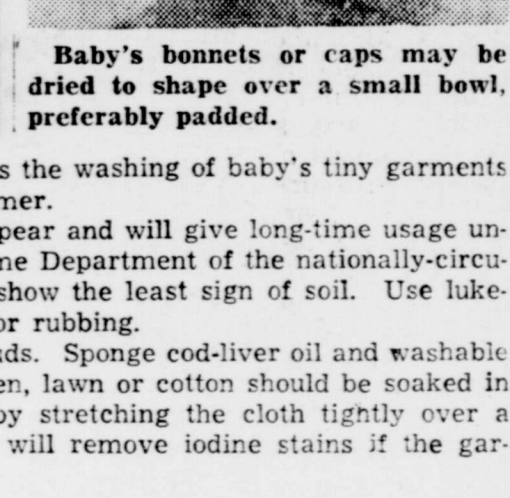 Baby's bonnets or caps may be
dried to shape over a small bowl,
preferably padded.
s the washing of baby's tiny garments
mer.
pear and will give long-time usage un-
ne Department of the nationally-circu-
show the least sign of soil. Use luke-
or rubbing.
ds. Sponge cod-liver oil and washable
en, lawn or cotton should be soaked in
by stretching the cloth tightly over a
will remove iodine stains if the gar-